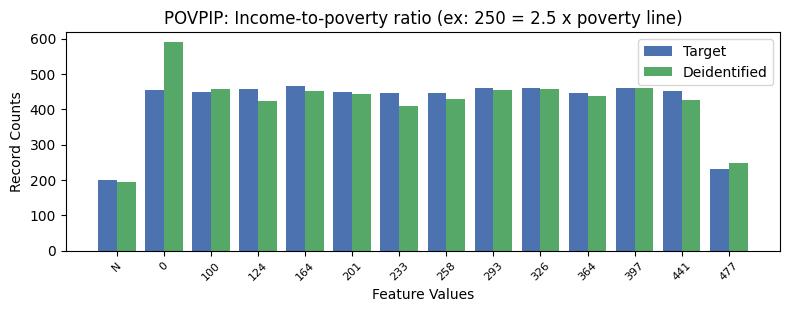 POVPIP: Income-to-poverty ratio (ex: 250 = 2.5 x poverty line)
600
500
400
300
200
100
0
Record Counts
Target
Deidentified
N 0 100 124 164 201 233 258 293 326 364 397 441 477
Feature Values